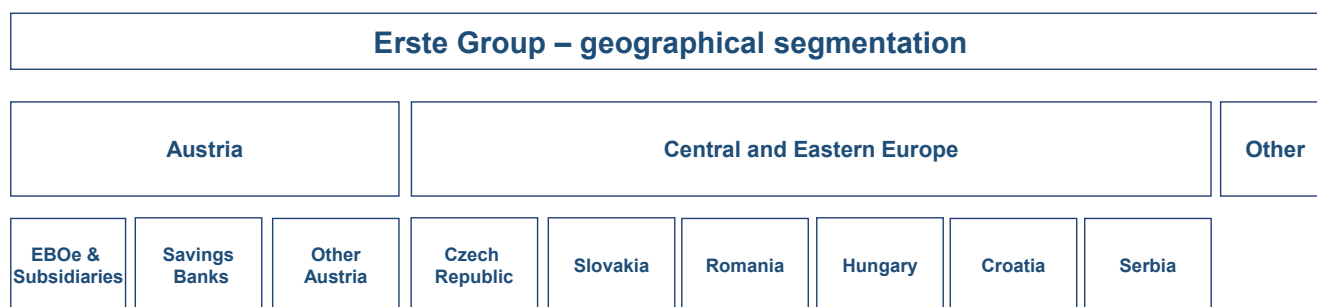 Erste Group – geographical segmentation
Austria
Central and Eastern Europe
Other
EBOe &
Subsidiaries
Savings
Banks
Other
Austria
Czech
Republic
Slovakia
Romania
Hungary
Croatia
Serbia